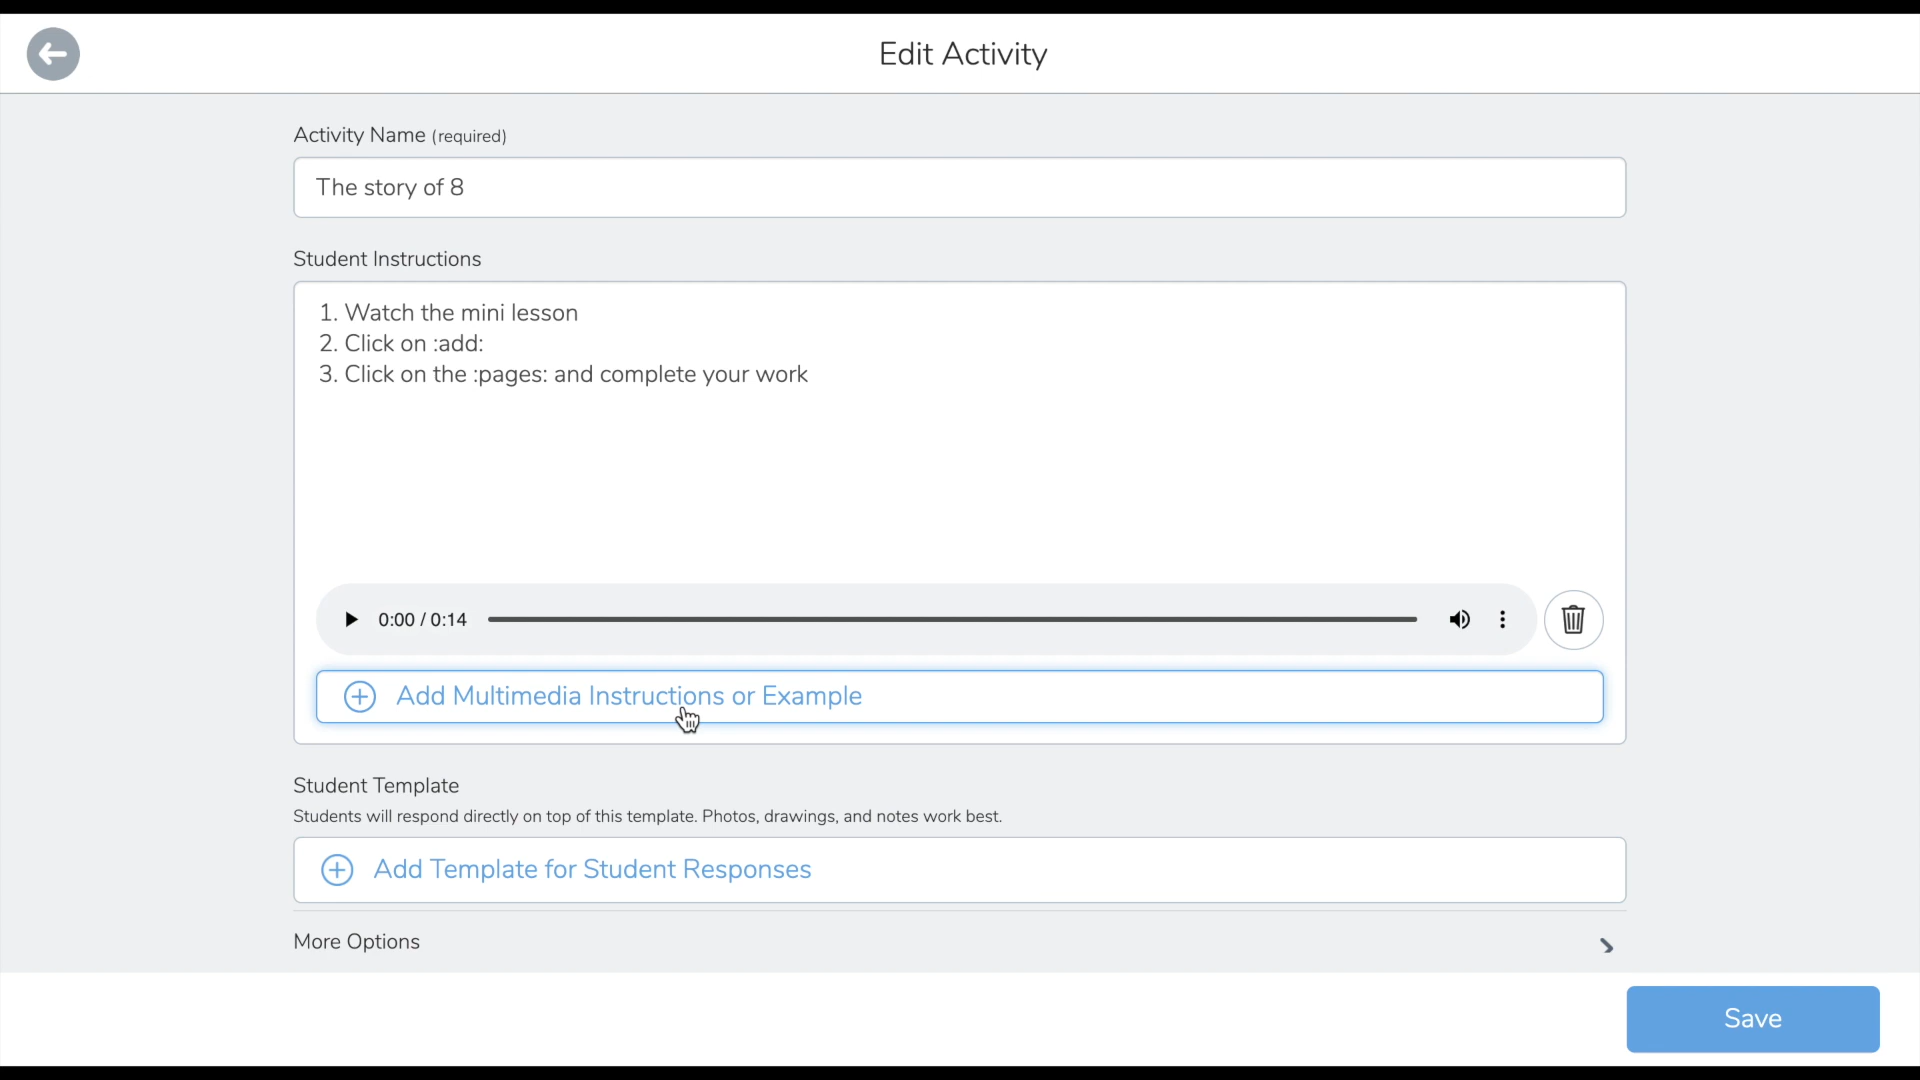 Edit Activity
Activity Name (required)
The story of 8
Student Instructions
1. Watch the mini lesson
2. Click on :add:
3. Click on the :pages: and complete your work
0:00 / 0:14
Add Multimedia Instructions or Example
Student Template
Students will respond directly on top of this template. Photos, drawings, and notes work best.
Add Template for Student Responses
More Options
Save